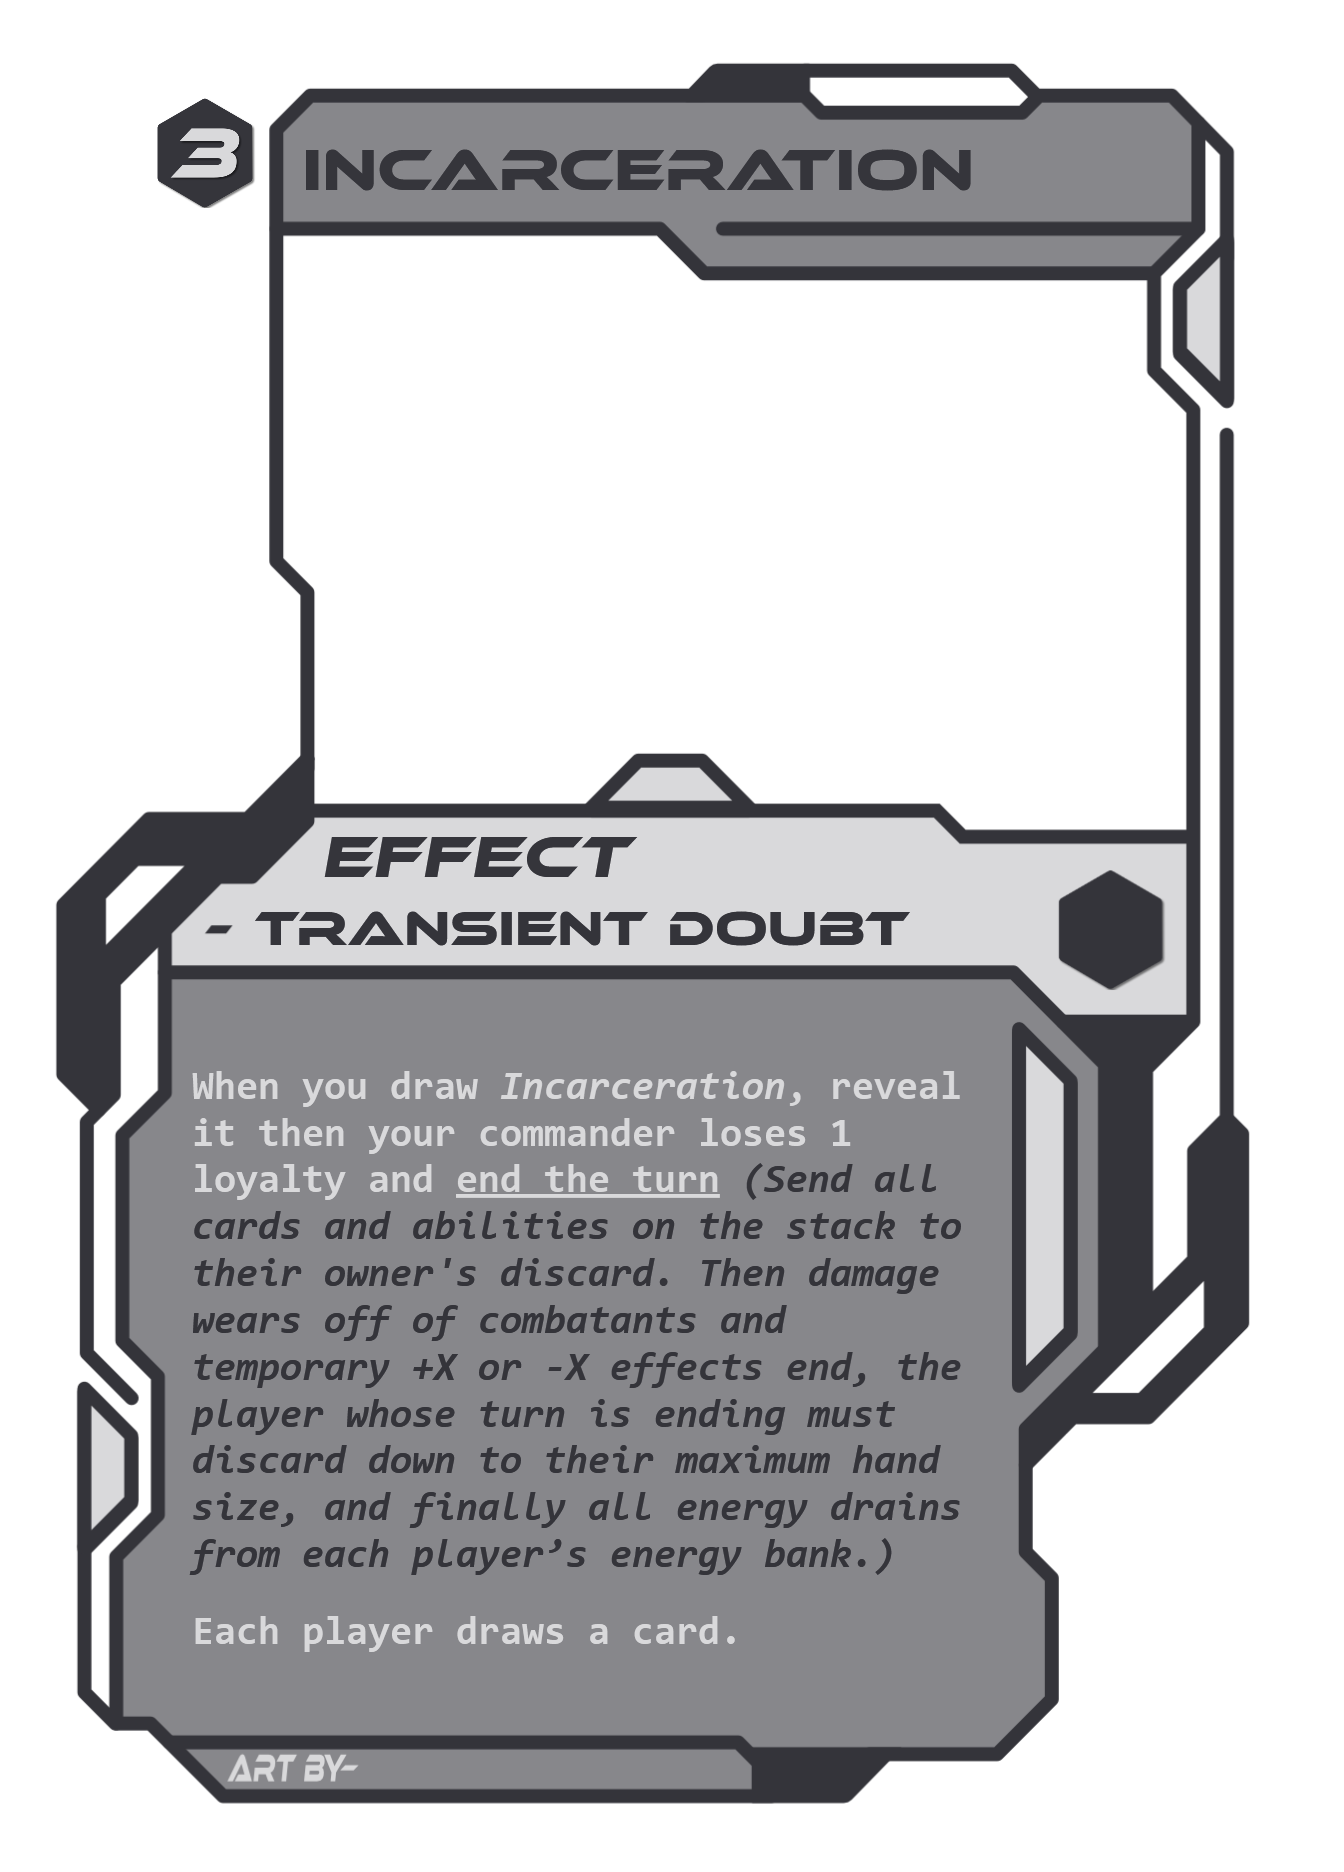 3
INCARCERATION
EFFECT
- TRANSIENT DOUBT
When you draw Incarceration, reveal
it then your commander loses 1
loyalty and end the turn (Send all
cards and abilities on the stack to
their owner's discard. Then damage
wears off of combatants and
temporary +X or -X effects end, the
player whose turn is ending must
discard down to their maximum hand
size, and finally all energy drains
from each player’s energy bank.)
Each player draws a card.
ART BY-